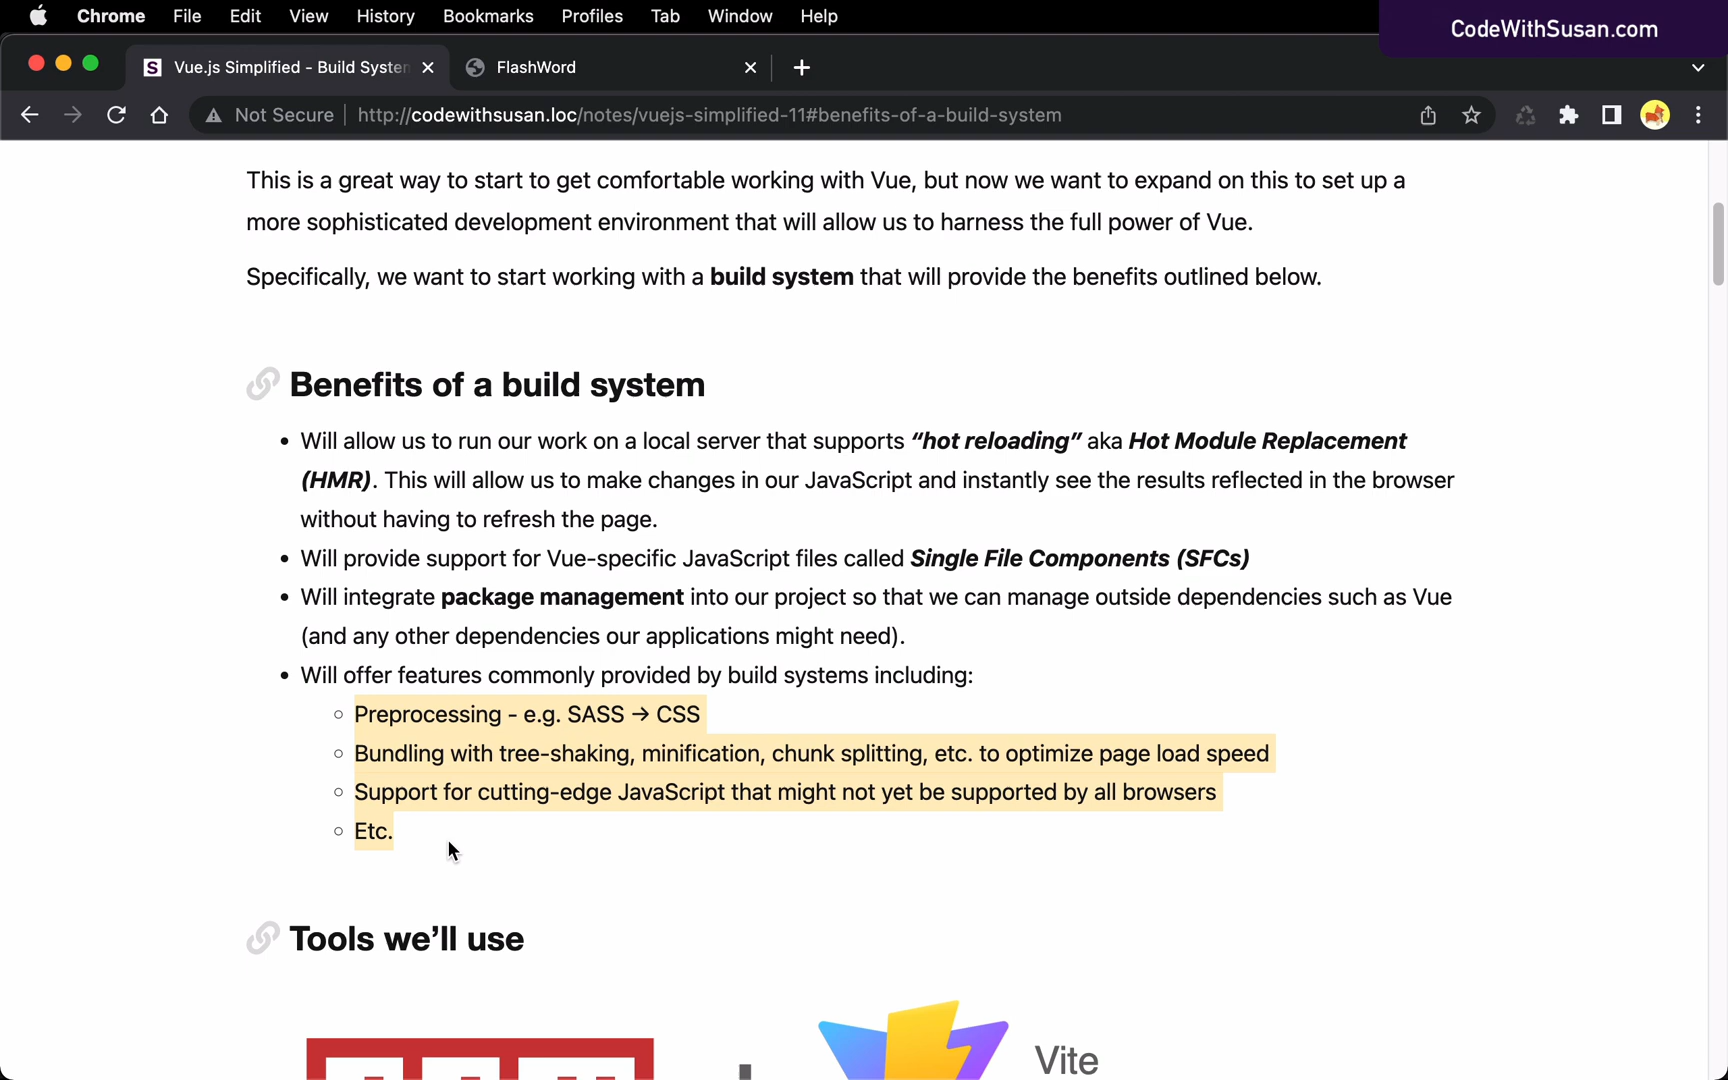 Chrome File Edit View History Bookmarks Profiles Tab Window Help
CodeWithSusan.com
S Vue.js Simplified - Build System
FlashWord
Not Secure http://codewithsusan.loc/notes/vuejs-simplified-11#benefits-of-a-build-system
This is a great way to start to get comfortable working with Vue, but now we want to expand on this to set up a
more sophisticated development environment that will allow us to harness the full power of Vue.
Specifically, we want to start working with a build system that will provide the benefits outlined below.
Benefits of a build system
• Will allow us to run our work on a local server that supports “hot reloading” aka Hot Module Replacement
(HMR). This will allow us to make changes in our JavaScript and instantly see the results reflected in the browser
without having to refresh the page.
• Will provide support for Vue-specific JavaScript files called Single File Components (SFCs)
• Will integrate package management into our project so that we can manage outside dependencies such as Vue
(and any other dependencies our applications might need).
• Will offer features commonly provided by build systems including:
◦ Preprocessing - e.g. SASS → CSS
◦ Bundling with tree-shaking, minification, chunk splitting, etc. to optimize page load speed
◦ Support for cutting-edge JavaScript that might not yet be supported by all browsers
◦ Etc.
Tools we’ll use
Vite